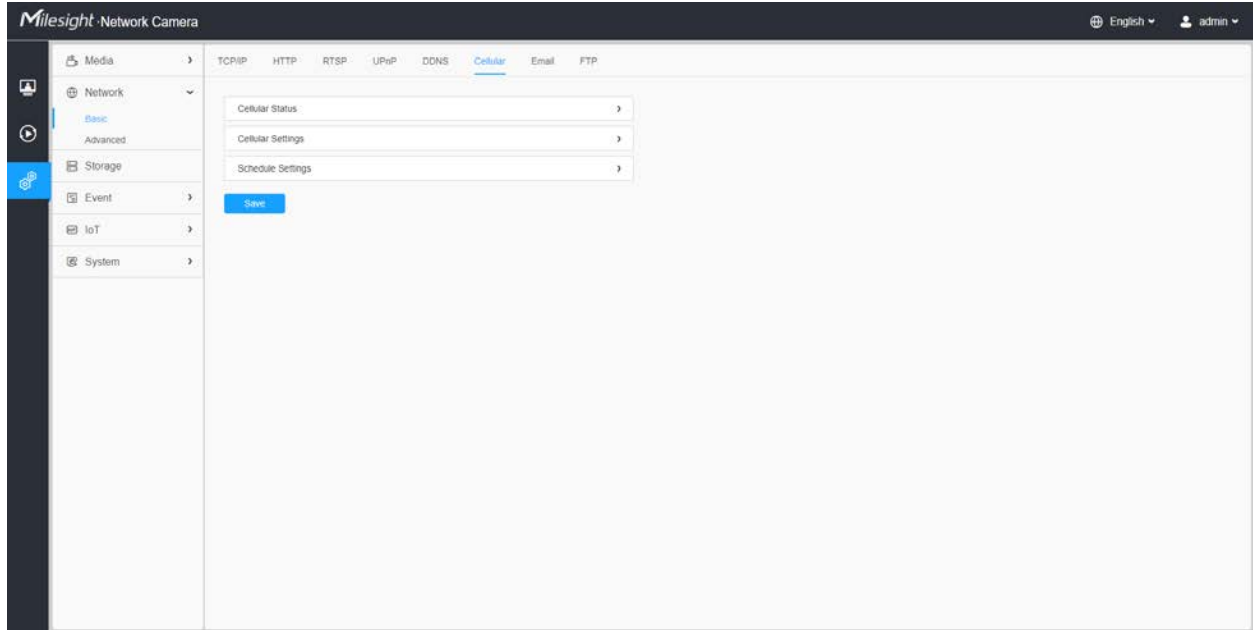 Milesight ·Network Camera
English
admin
Media
Network
Basic
Advanced
Storage
Event
IoT
System
TCP/IP HTTP RTSP UPnP DDNS Cellular Email FTP
Cellular Status
Cellular Settings
Schedule Settings
Save